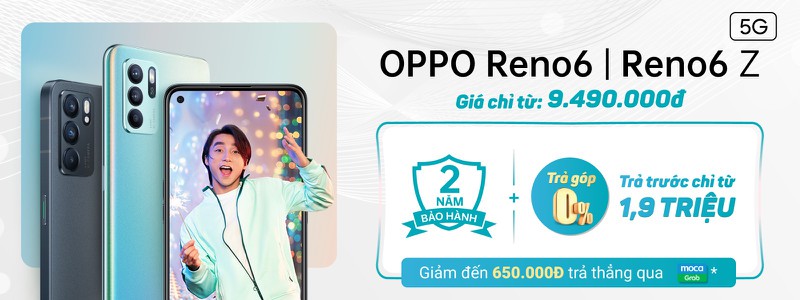 5G
OPPO Reno6 | Reno6 Z
Giá chỉ từ: 9.490.000đ
2
NĂM
BẢO HÀNH
+
Trả góp
0%
Trả trước chỉ từ
1,9 TRIỆU
Giảm đến 650.000Đ trả thẳng qua moca Grab *